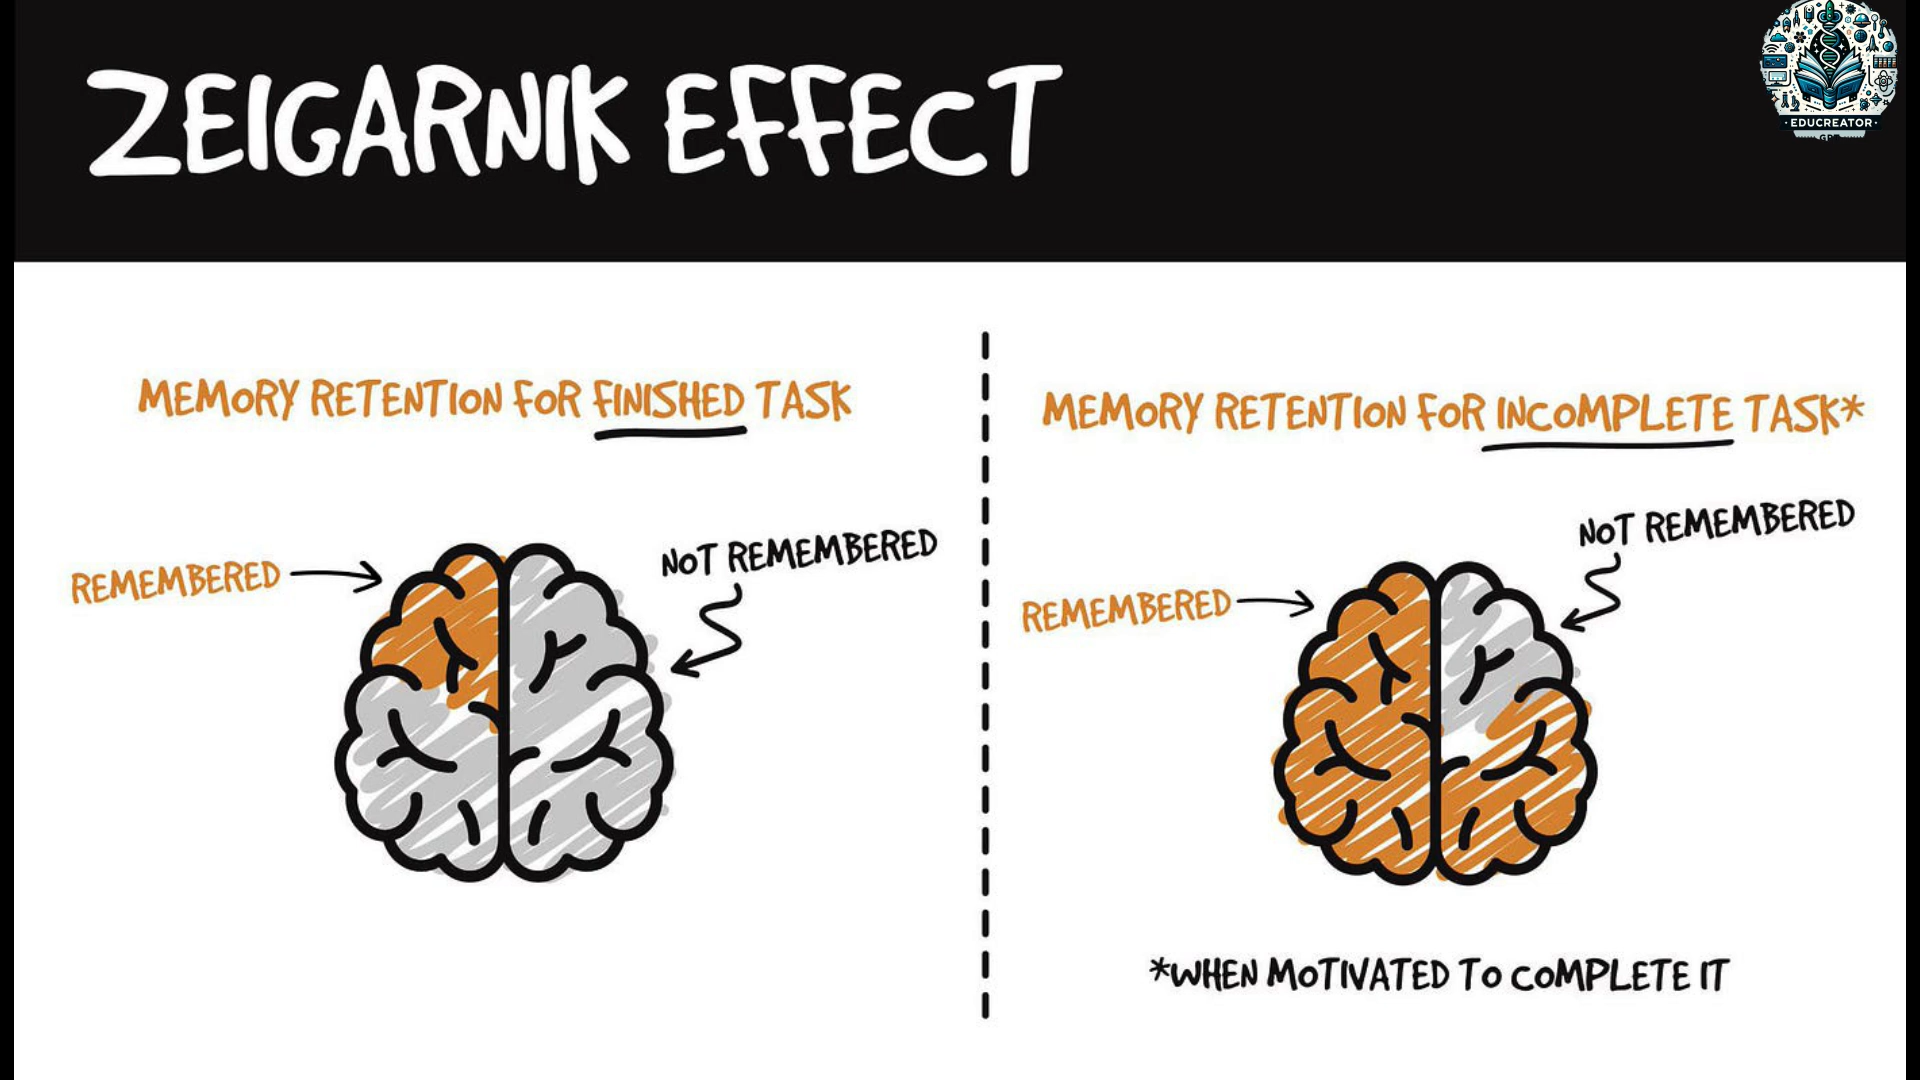 ZEIGARNIK EFFECT
· EDUCREATOR ·
MEMORY RETENTION FOR FINISHED TASK
REMEMBERED
NOT REMEMBERED
MEMORY RETENTION FOR INCOMPLETE TASK*
NOT REMEMBERED
REMEMBERED
*WHEN MOTIVATED TO COMPLETE IT